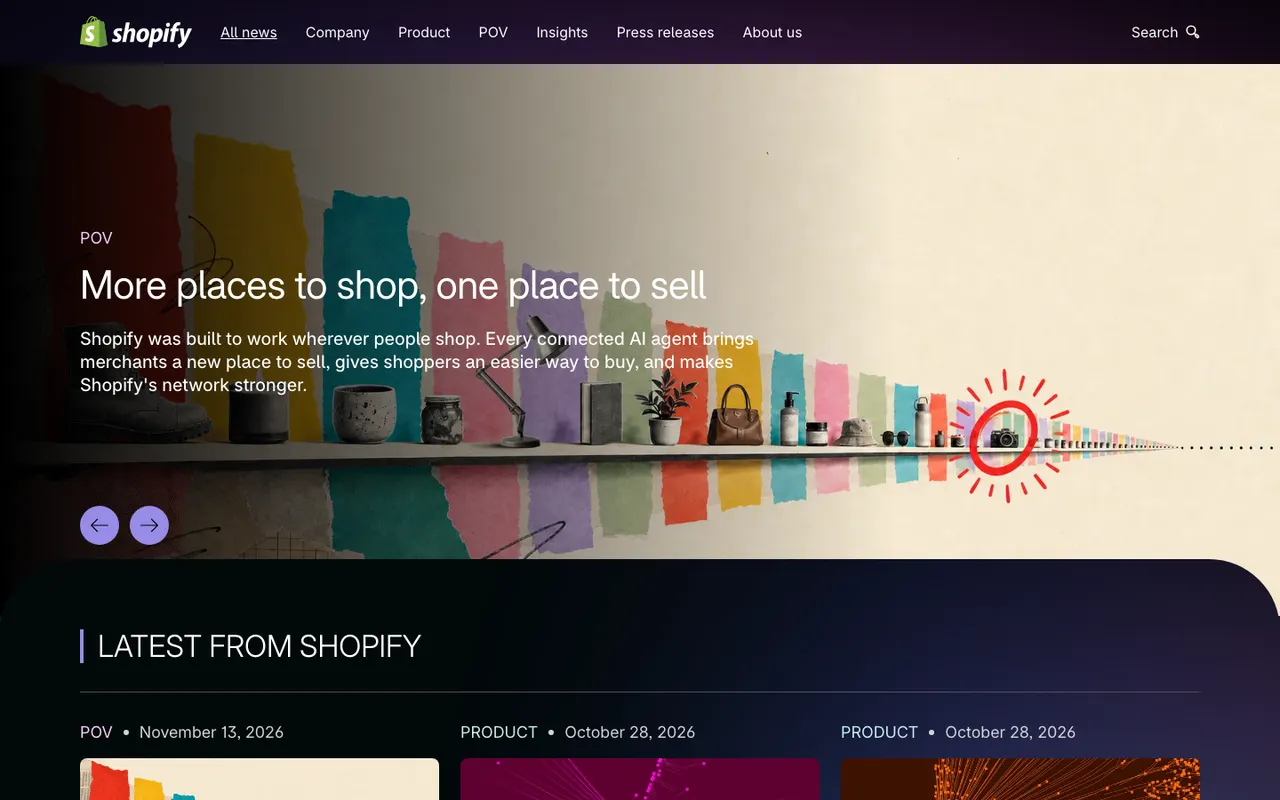 shopify
All news
Company
Product
POV
Insights
Press releases
About us
Search
POV
More places to shop, one place to sell
Shopify was built to work wherever people shop. Every connected AI agent brings
merchants a new place to sell, gives shoppers an easier way to buy, and makes
Shopify's network stronger.
LATEST FROM SHOPIFY
POV • November 13, 2026
PRODUCT • October 28, 2026
PRODUCT • October 28, 2026